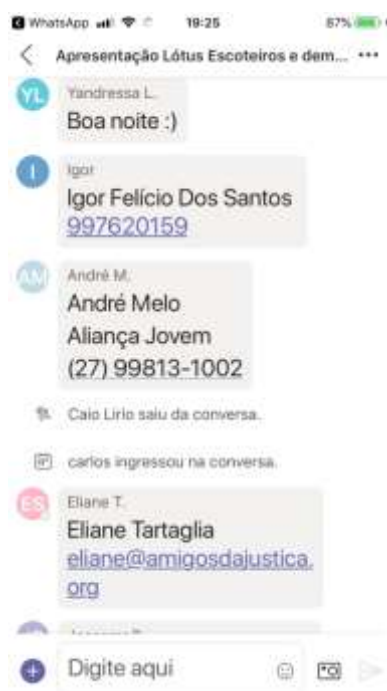 WhatsApp 19:25 87%
Apresentação Lótus Escoteiros e dem... •••
YL Yandressa L.
Boa noite :)
I Igor
Igor Felício Dos Santos
997620159
AM André M.
André Melo
Aliança Jovem
(27) 99813-1002
Caio Lirio saiu da conversa.
carlos ingressou na conversa.
ES Eliane T.
Eliane Tartaglia
eliane@amigosdajustica.
org
Digite aqui